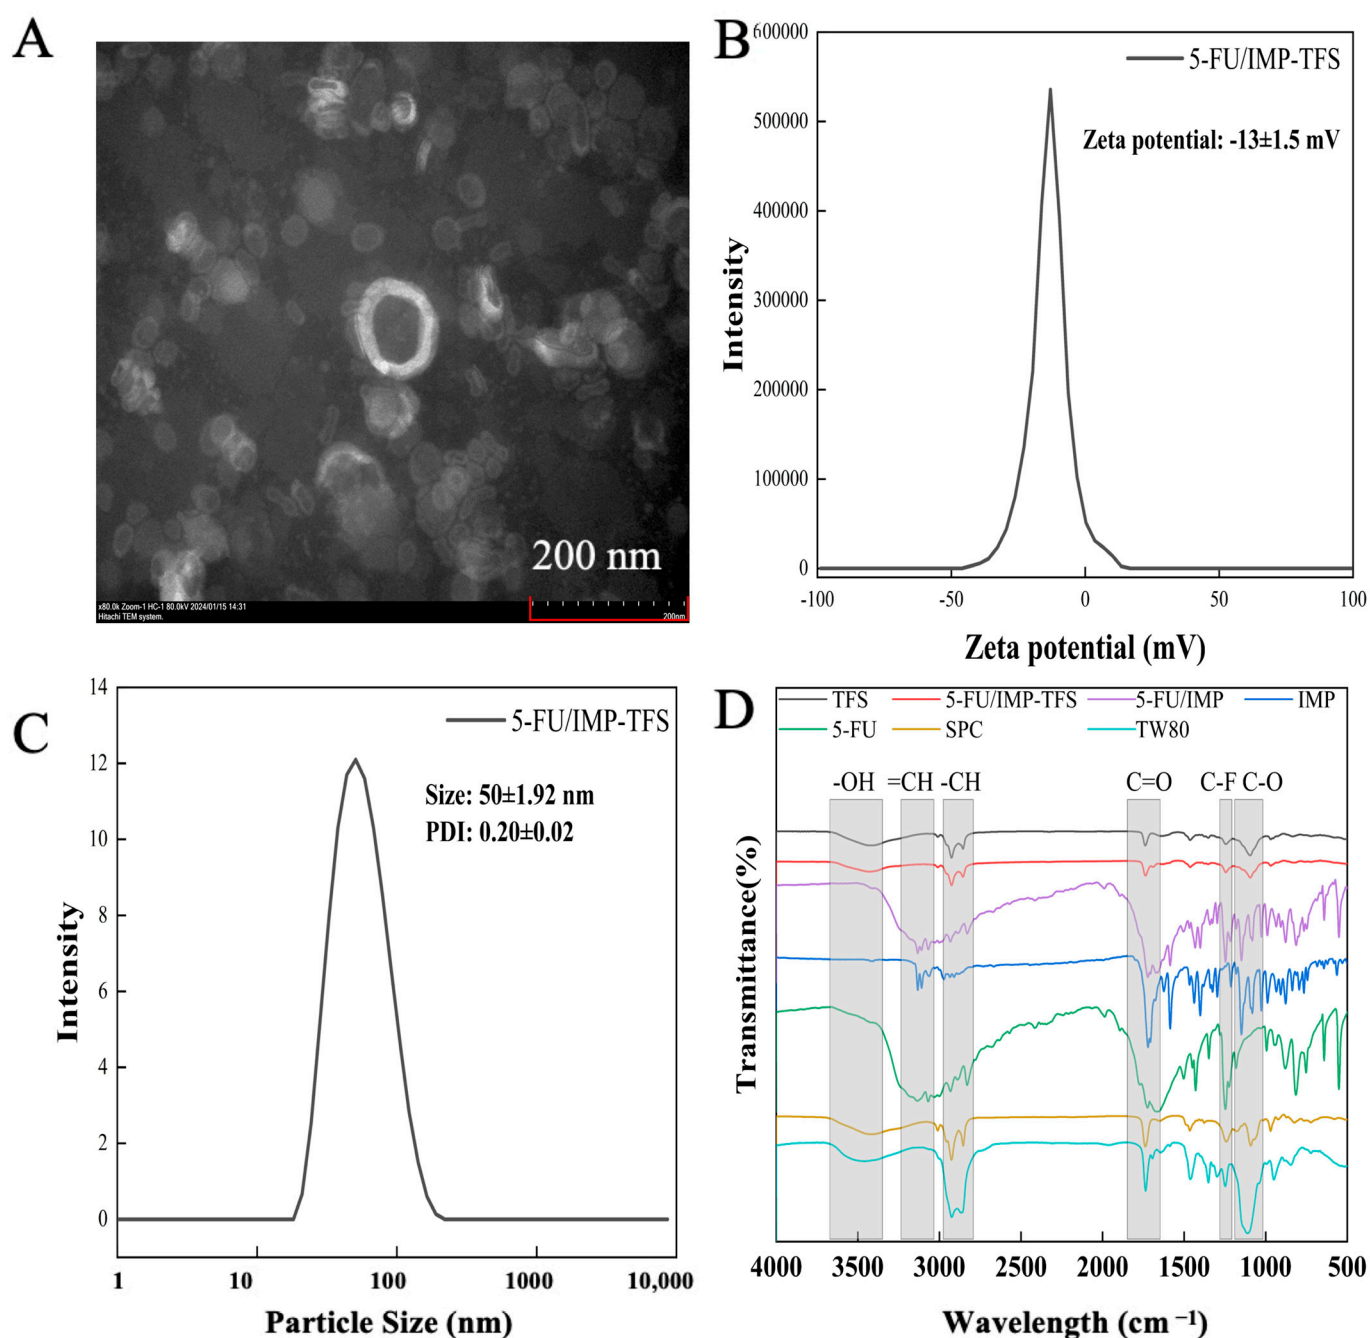 A
200 nm
x80.0k Zoom-1 HC-1 80.0kV 2024/01/15 14:31
Hitachi TEM system.
200nm
B
600000
500000
400000
300000
200000
100000
0
Intensity
5-FU/IMP-TFS
Zeta potential: -13±1.5 mV
-100 -50 0 50 100
Zeta potential (mV)
C
14
12
10
8
6
4
2
0
Intensity
5-FU/IMP-TFS
Size: 50±1.92 nm
PDI: 0.20±0.02
1 10 100 1000 10,000
Particle Size (nm)
D
TFS 5-FU/IMP-TFS 5-FU/IMP IMP
5-FU SPC TW80
-OH =CH -CH C=O C-F C-O
Transmittance(%)
4000 3500 3000 2500 2000 1500 1000 500
Wavelength (cm⁻¹)